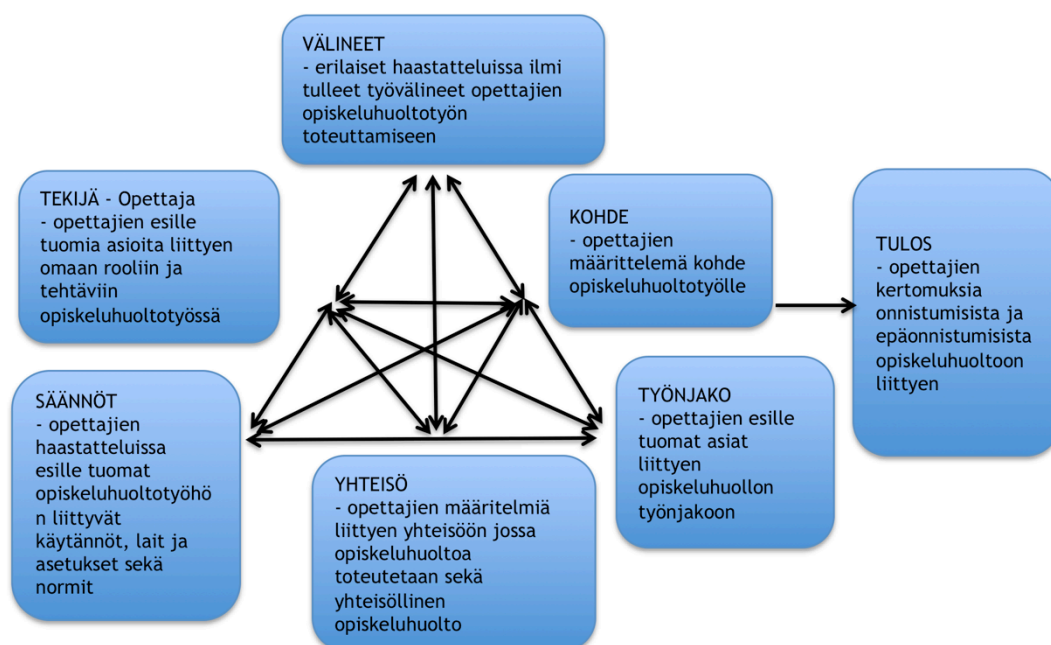 VÄLINEET
- erilaiset haastatteluissa ilmi
tulleet työvälineet opettajien
opiskeluhuoltotyön
toteuttamiseen
TEKIJÄ - Opettaja
- opettajien esille
tuomia asioita liittyen
omaan rooliin ja
tehtäviin
opiskeluhuoltotyössä
KOHDE
- opettajien
määrittelemä kohde
opiskeluhuoltotyölle
TULOS
- opettajien
kertomuksia
onnistumisista ja
epäonnistumisista
opiskeluhuoltoon
liittyen
SÄÄNNÖT
- opettajien
haastatteluissa
esille tuomat
opiskeluhuoltotyöhö
n liittyvät
käytännöt, lait ja
asetukset sekä
normit
YHTEISÖ
- opettajien määritelmiä
liittyen yhteisöön jossa
opiskeluhuoltoa
toteutetaan sekä
yhteisöllinen
opiskeluhuolto
TYÖNJAKO
- opettajien esille
tuomat asiat
liittyen
opiskeluhuollon
työnjakoon